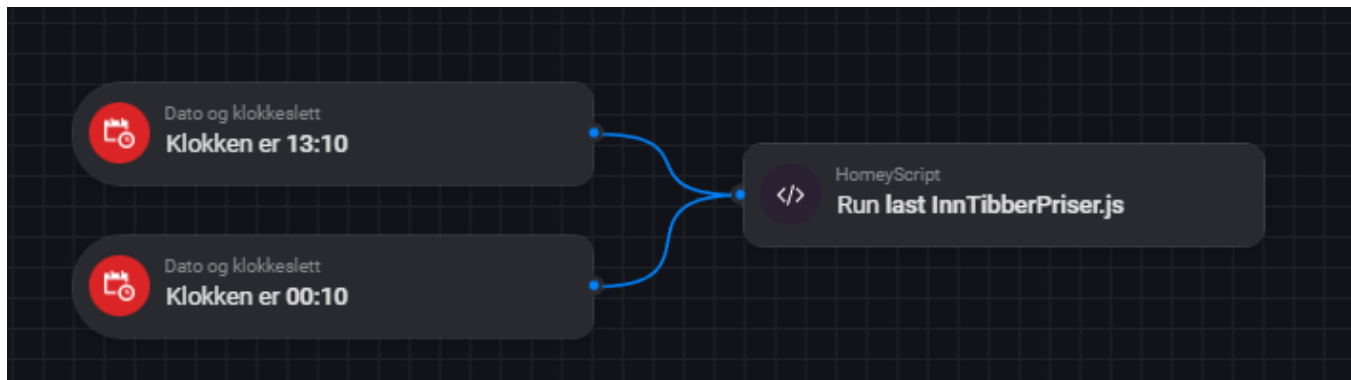 Dato og klokkeslett
Klokken er 13:10
HomeyScript
Run last InnTibberPriser.js
Dato og klokkeslett
Klokken er 00:10